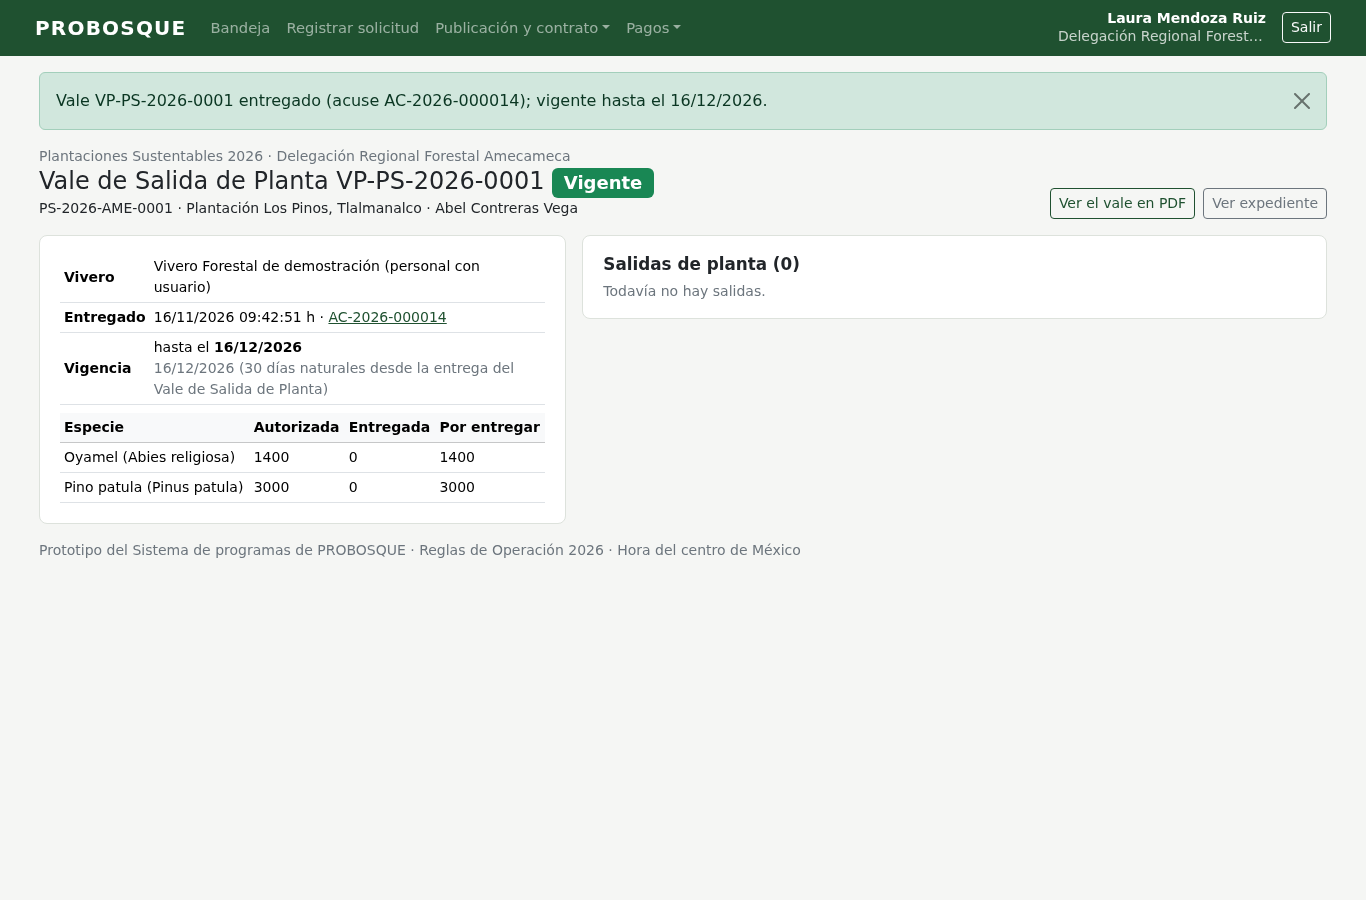 PROBOSQUE Bandeja Registrar solicitud Publicación y contrato Pagos Laura Mendoza Ruiz Salir
Delegación Regional Forest...
Vale VP-PS-2026-0001 entregado (acuse AC-2026-000014); vigente hasta el 16/12/2026.
Plantaciones Sustentables 2026 · Delegación Regional Forestal Amecameca
Vale de Salida de Planta VP-PS-2026-0001 Vigente
PS-2026-AME-0001 · Plantación Los Pinos, Tlalmanalco · Abel Contreras Vega
Ver el vale en PDF Ver expediente
Vivero Vivero Forestal de demostración (personal con
usuario)
Entregado 16/11/2026 09:42:51 h · AC-2026-000014
Vigencia hasta el 16/12/2026
16/12/2026 (30 días naturales desde la entrega del
Vale de Salida de Planta)
Especie Autorizada Entregada Por entregar
Oyamel (Abies religiosa) 1400 0 1400
Pino patula (Pinus patula) 3000 0 3000
Salidas de planta (0)
Todavía no hay salidas.
Prototipo del Sistema de programas de PROBOSQUE · Reglas de Operación 2026 · Hora del centro de México